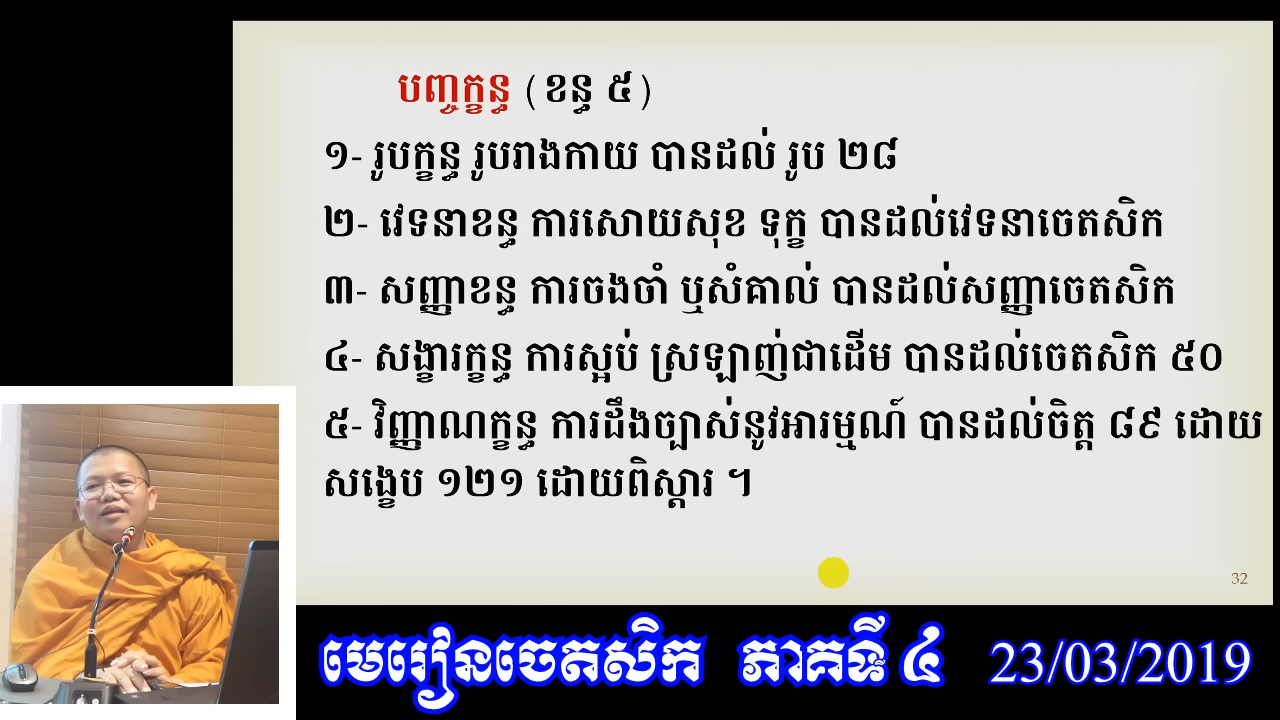 បញ្ចក្ខន្ធ (ខន្ធ ៥)
១- រូបក្ខន្ធ រូបរាងកាយ បានដល់ រូប ២៨
២- វេទនាខន្ធ ការសោយសុខ ទុក្ខ បានដល់វេទនាចេតសិក
៣- សញ្ញាខន្ធ ការចងចាំ ឬសំគាល់ បានដល់សញ្ញាចេតសិក
៤- សង្ខារក្ខន្ធ ការស្អប់ ស្រឡាញ់ជាដើម បានដល់ចេតសិក ៥០
៥- វិញ្ញាណក្ខន្ធ ការដឹងច្បាស់នូវអារម្មណ៍ បានដល់ចិត្ត ៨៩ ដោយ
សង្ខេប ១២១ ដោយពិស្តារ ។
32
មេរៀនចេតសិក ភាគទី ៤ 23/03/2019